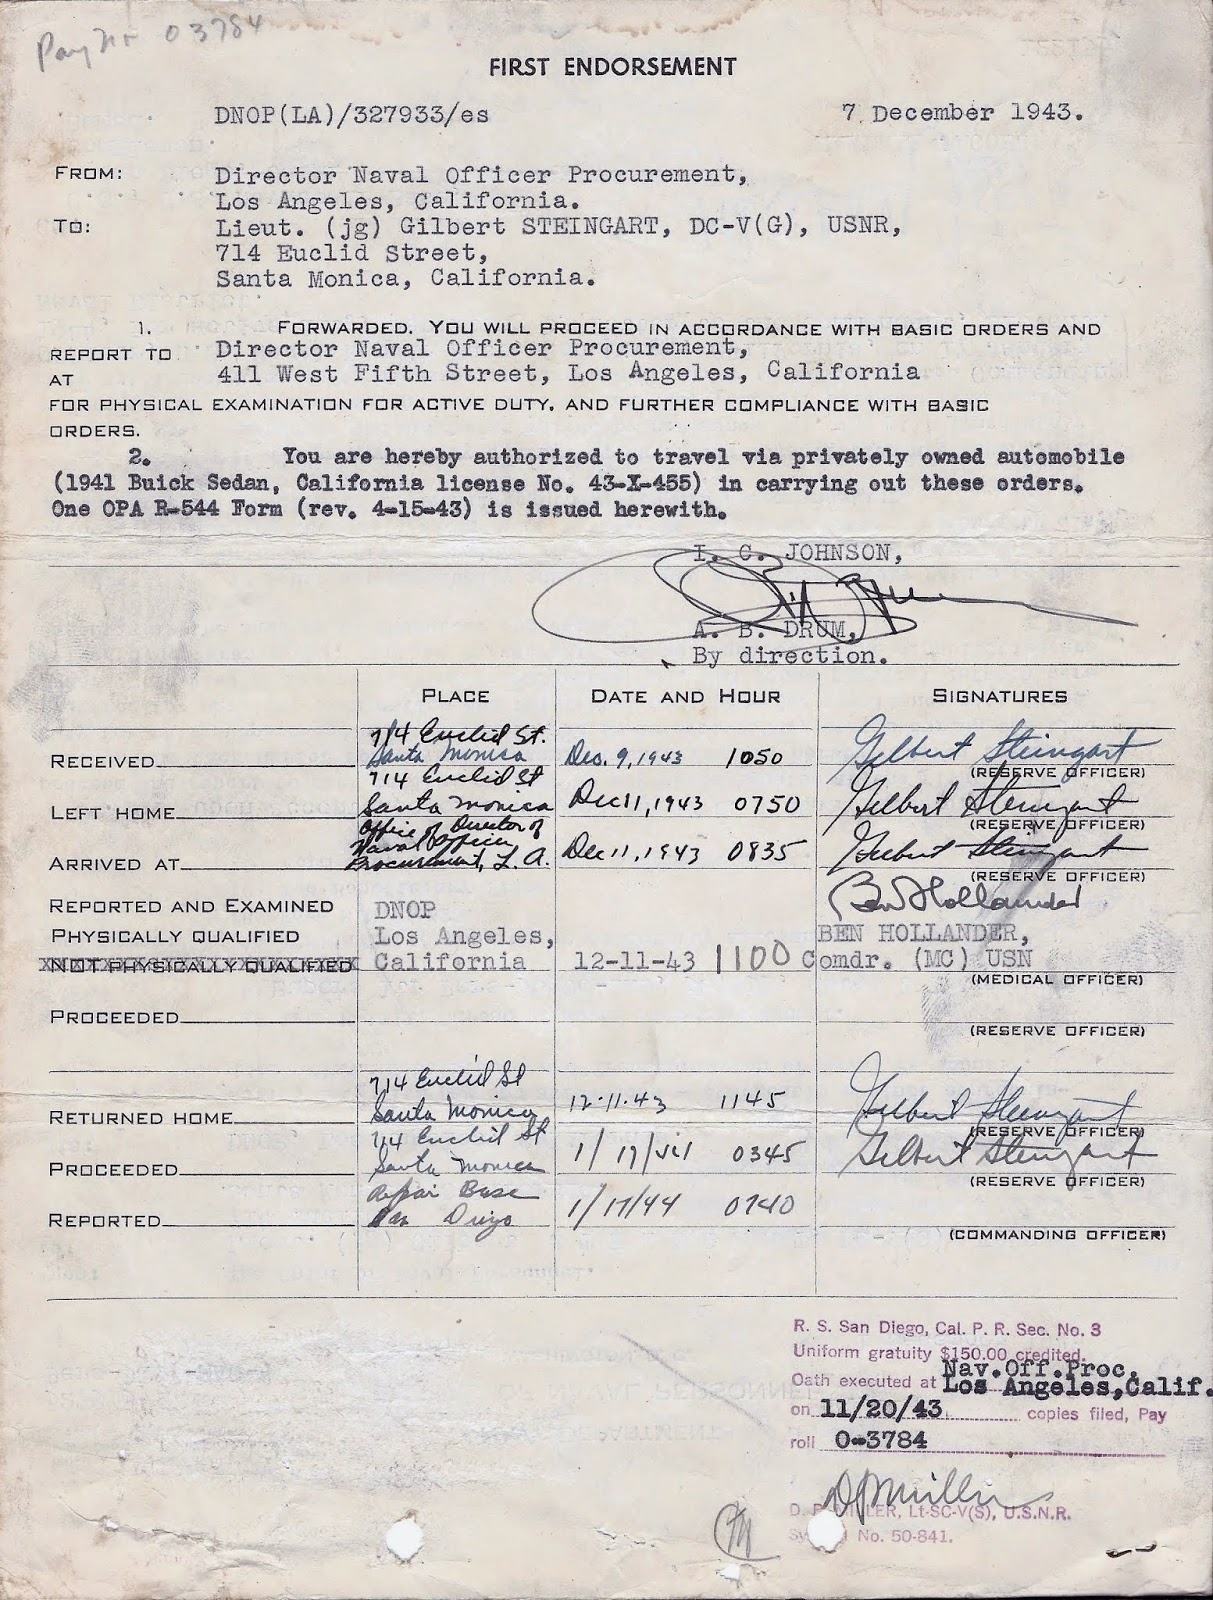 Pay Nr 03784
FIRST ENDORSEMENT
DNOP(LA)/327933/es 7 December 1943.
FROM: Director Naval Officer Procurement,
Los Angeles, California.
TO: Lieut. (jg) Gilbert STEINGART, DC-V(G), USNR,
714 Euclid Street,
Santa Monica, California.
1. FORWARDED. YOU WILL PROCEED IN ACCORDANCE WITH BASIC ORDERS AND
REPORT TO Director Naval Officer Procurement,
AT 411 West Fifth Street, Los Angeles, California
FOR PHYSICAL EXAMINATION FOR ACTIVE DUTY, AND FURTHER COMPLIANCE WITH BASIC
ORDERS.
2. You are hereby authorized to travel via privately owned automobile
(1941 Buick Sedan, California license No. 43-X-455) in carrying out these orders.
One OPA R-544 Form (rev. 4-15-43) is issued herewith.
I. C. JOHNSON,
A. B. DRUM,
By direction.
PLACE DATE AND HOUR SIGNATURES
714 Euclid St.
RECEIVED Santa Monica Dec. 9, 1943 1050 Gilbert Steingart
(RESERVE OFFICER)
714 Euclid St
LEFT HOME Santa Monica Dec 11, 1943 0750 Gilbert Steingart
(RESERVE OFFICER)
Office of Director of
Naval Officer
ARRIVED AT Procurement, L.A. Dec 11, 1943 0835 Gilbert Steingart
(RESERVE OFFICER)
Ben Hollander
REPORTED AND EXAMINED DNOP
PHYSICALLY QUALIFIED Los Angeles, BEN HOLLANDER,
NOT PHYSICALLY QUALIFIED California 12-11-43 1100 Comdr. (MC) USN
(MEDICAL OFFICER)
PROCEEDED
(RESERVE OFFICER)
714 Euclid St
RETURNED HOME Santa Monica 12-11-43 1145 Gilbert Steingart
(RESERVE OFFICER)
714 Euclid St
PROCEEDED Santa Monica 0345 Gilbert Steingart
(RESERVE OFFICER)
Repair Base
REPORTED San Diego 1/17/44 0740
(COMMANDING OFFICER)
R. S. San Diego, Cal. P. R. Sec. No. 3
Uniform gratuity $150.00 credited.
Oath executed at Nav.Off.Proc.
Los Angeles,Calif.
on 11/20/43 copies filed, Pay
roll 0-3784
D P Miller
D. P. MILLER, Lt-SC-V(S), U.S.N.R.
No. 50-841.